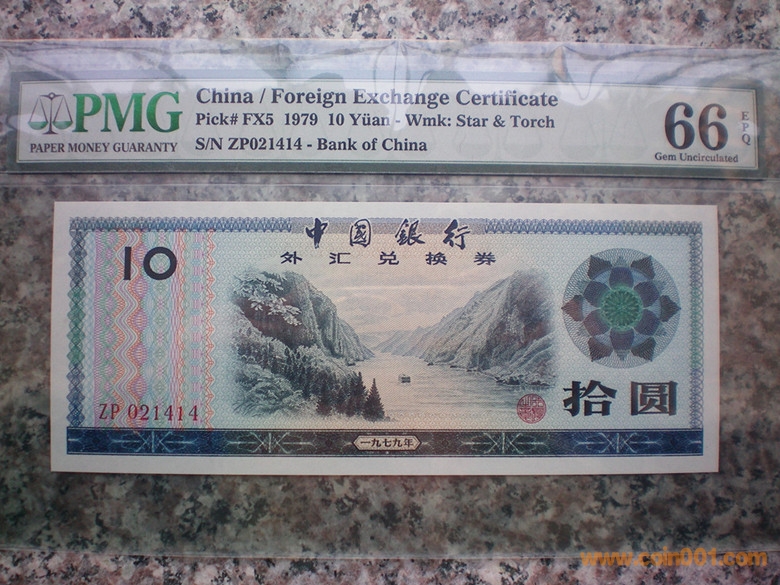 PMG
PAPER MONEY GUARANTY
China / Foreign Exchange Certificate
Pick# FX5 1979 10 Yüan - Wmk: Star & Torch
S/N ZP021414 - Bank of China
66 EPQ
Gem Uncirculated
中國銀行
外汇兑换券
10
ZP 021414
拾圆
一九七九年
www.coin001.com